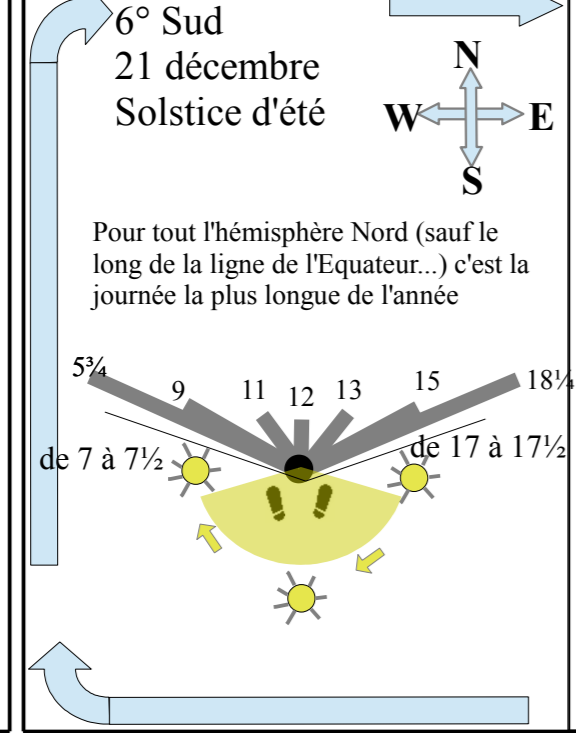 6° Sud
21 décembre
Solstice d'été
N
W E
S
Pour tout l'hémisphère Nord (sauf le
long de la ligne de l'Equateur...) c'est la
journée la plus longue de l'année
5¾ 9 11 12 13 15 18¼
de 7 à 7½ de 17 à 17½